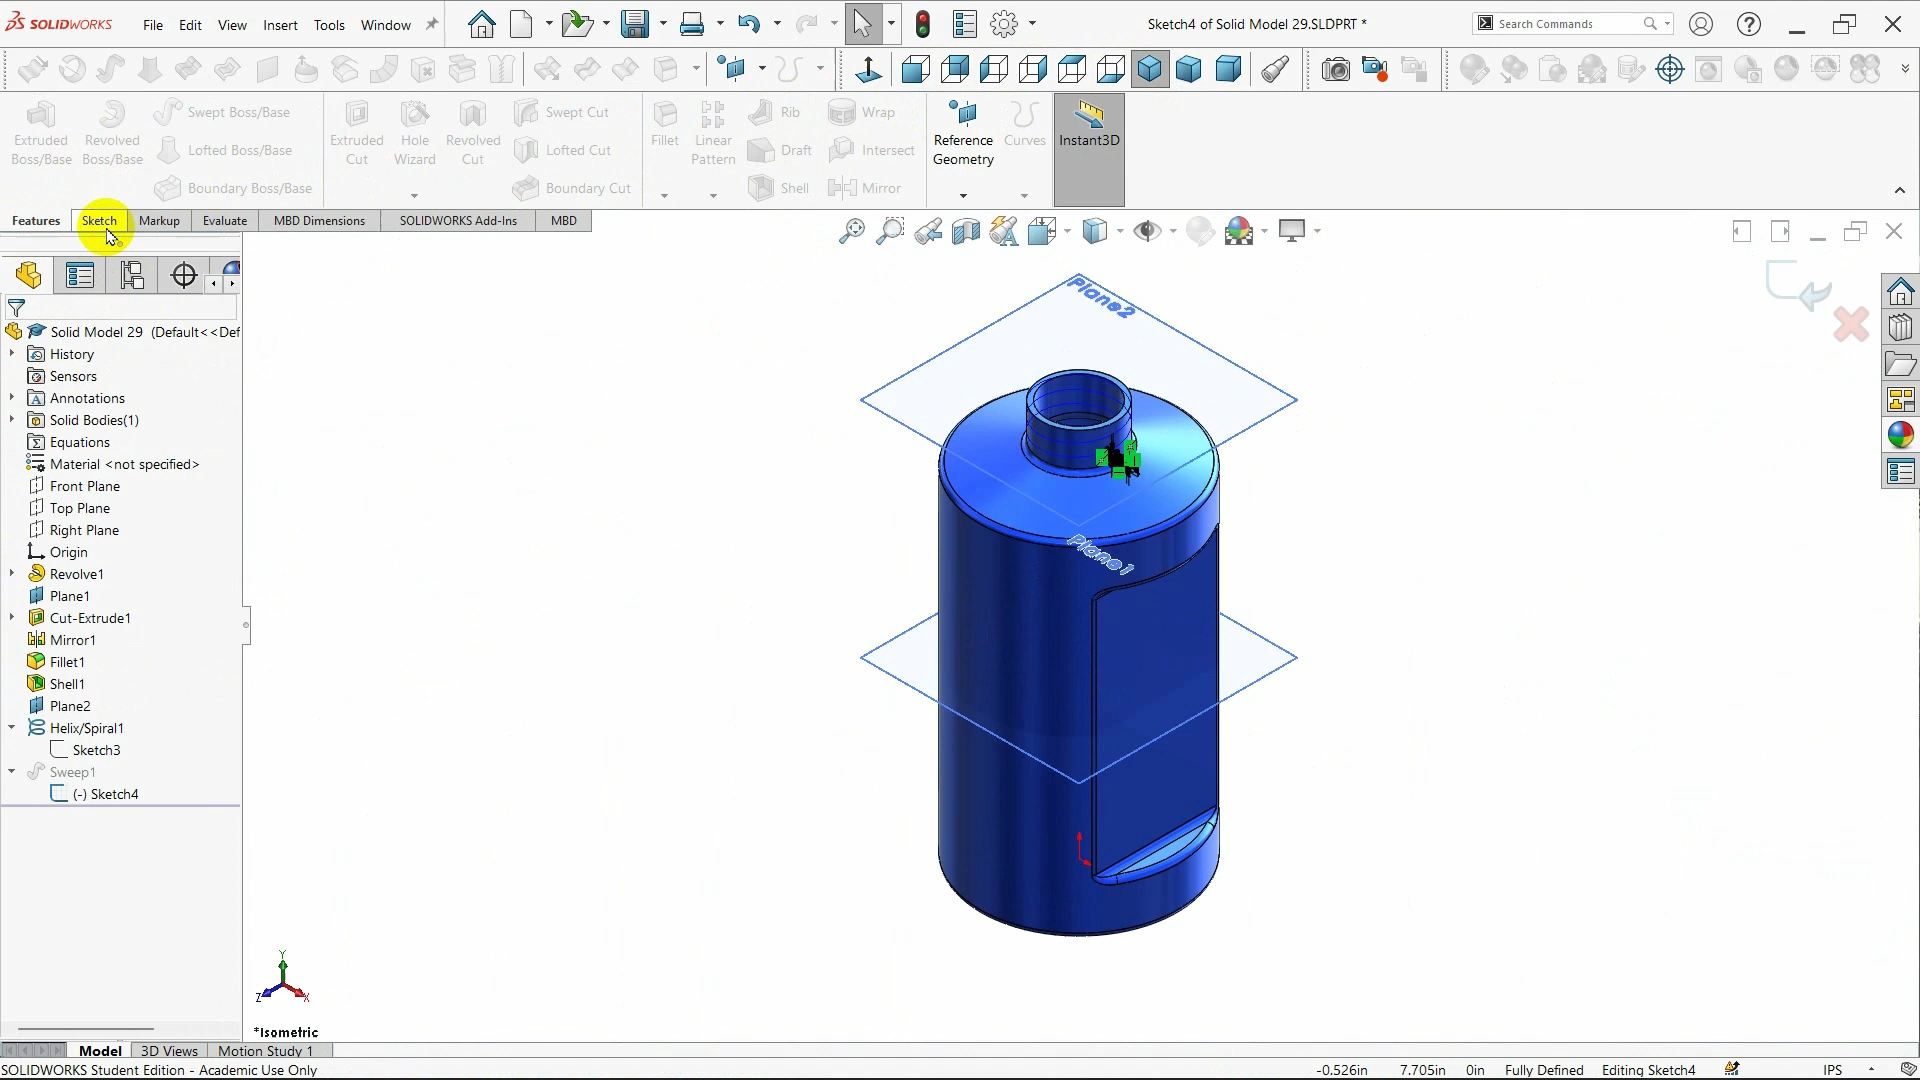 SOLIDWORKS File Edit View Insert Tools Window Sketch4 of Solid Model 29.SLDPRT * Search Commands
Extruded Boss/Base
Revolved Boss/Base
Swept Boss/Base
Lofted Boss/Base
Boundary Boss/Base
Extruded Cut
Hole Wizard
Revolved Cut
Swept Cut
Lofted Cut
Boundary Cut
Fillet
Linear Pattern
Rib
Draft
Shell
Wrap
Intersect
Mirror
Reference Geometry
Curves
Instant3D
Features Sketch Markup Evaluate MBD Dimensions SOLIDWORKS Add-Ins MBD
Solid Model 29 (Default<<Def
History
Sensors
Annotations
Solid Bodies(1)
Equations
Material <not specified>
Front Plane
Top Plane
Right Plane
Origin
Revolve1
Plane1
Cut-Extrude1
Mirror1
Fillet1
Shell1
Plane2
Helix/Spiral1
Sketch3
Sweep1
(-) Sketch4
Plane2
Plane1
Y
Z
X
*Isometric
Model 3D Views Motion Study 1
SOLIDWORKS Student Edition - Academic Use Only -0.526in 7.705in 0in Fully Defined Editing Sketch4 IPS